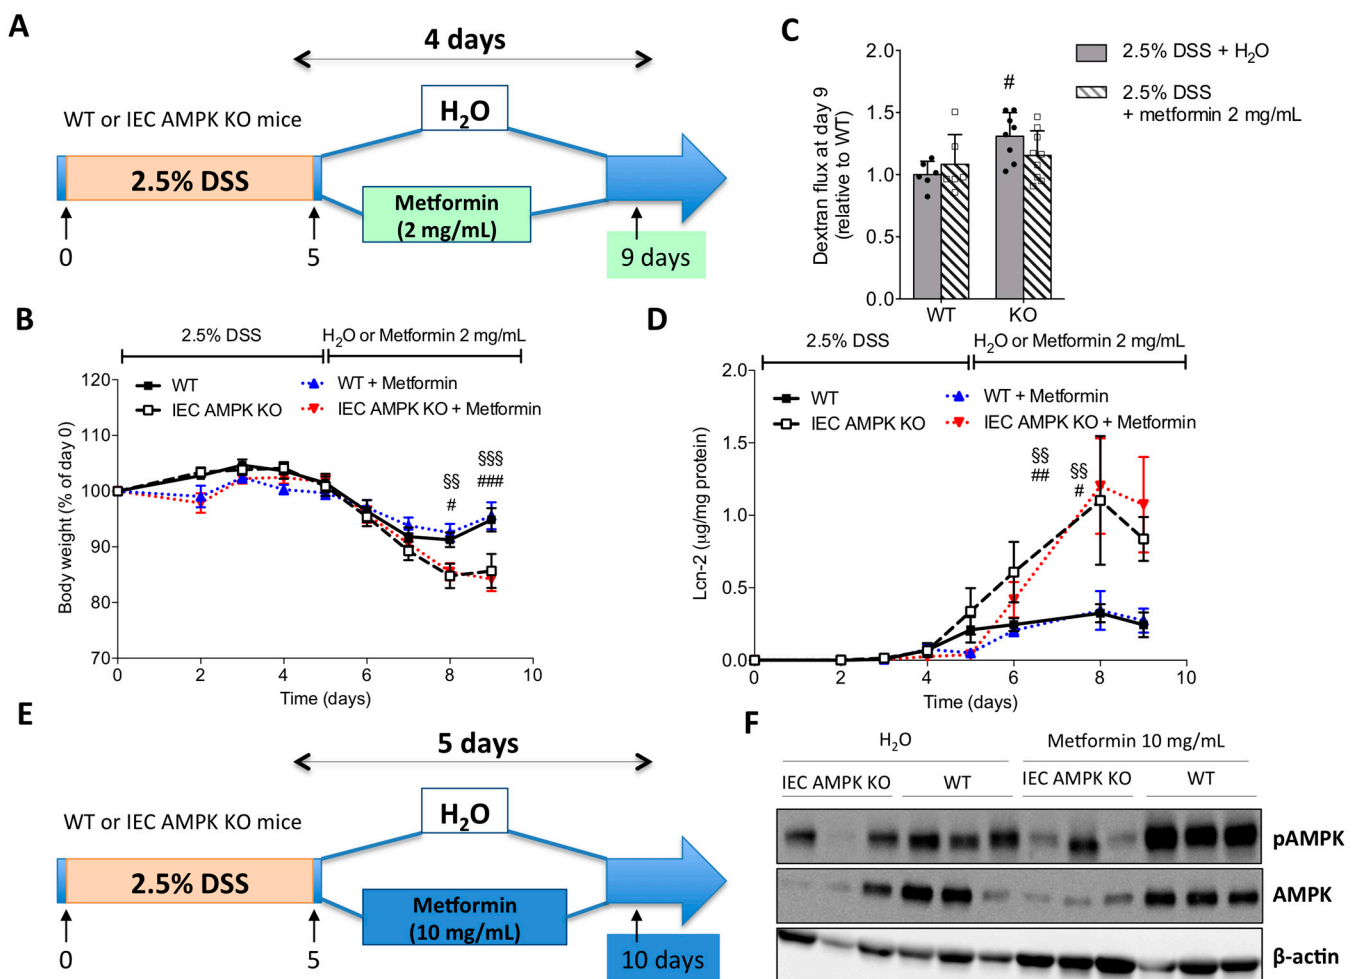 A
4 days
H₂O
WT or IEC AMPK KO mice
2.5% DSS
Metformin
(2 mg/mL)
0
5
9 days
C
2.0
1.5
1.0
0.5
0.0
Dextran flux at day 9
(relative to WT)
#
WT
KO
2.5% DSS + H₂O
2.5% DSS
+ metformin 2 mg/mL
B
2.5% DSS
H₂O or Metformin 2 mg/mL
WT
WT + Metformin
IEC AMPK KO
IEC AMPK KO + Metformin
120
110
100
90
80
70
Body weight (% of day 0)
§§
#
§§§
###
0
2
4
6
8
10
Time (days)
D
2.5% DSS
H₂O or Metformin 2 mg/mL
WT
WT + Metformin
IEC AMPK KO
IEC AMPK KO + Metformin
2.0
1.5
1.0
0.5
0.0
Lcn-2 (µg/mg protein)
§§
##
§§
#
0
2
4
6
8
10
Time (days)
E
5 days
H₂O
WT or IEC AMPK KO mice
2.5% DSS
Metformin
(10 mg/mL)
0
5
10 days
F
H₂O
Metformin 10 mg/mL
IEC AMPK KO
WT
IEC AMPK KO
WT
pAMPK
AMPK
β-actin